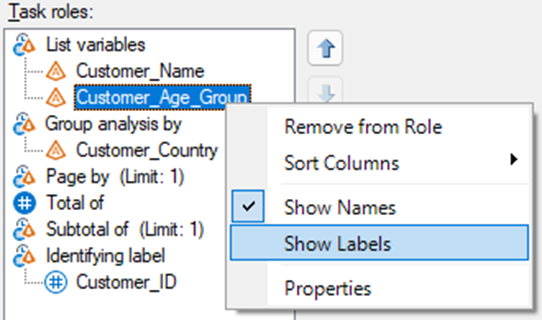 Task roles:
List variables
Customer_Name
Customer_Age_Group
Group analysis by
Customer_Country
Page by (Limit: 1)
Total of
Subtotal of (Limit: 1)
Identifying label
Customer_ID
Remove from Role
Sort Columns
Show Names
Show Labels
Properties